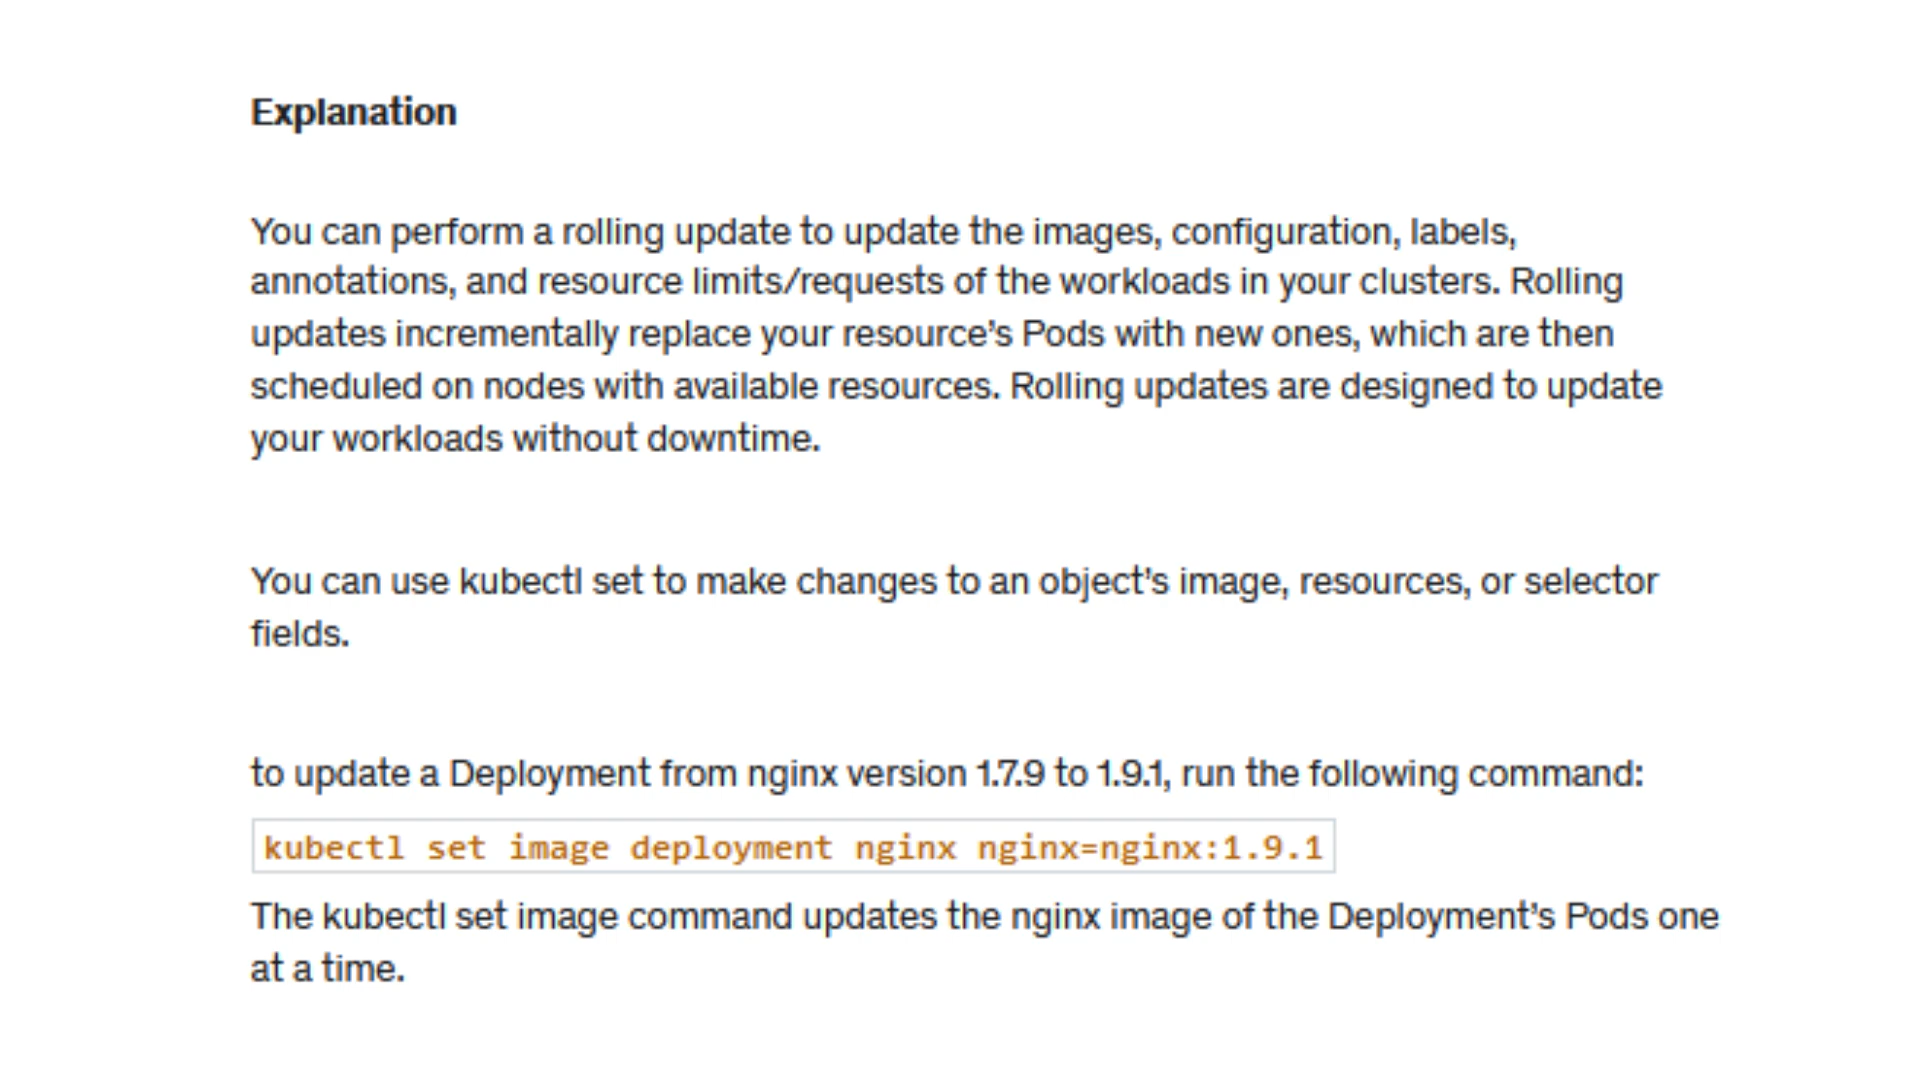 Explanation
You can perform a rolling update to update the images, configuration, labels,
annotations, and resource limits/requests of the workloads in your clusters. Rolling
updates incrementally replace your resource’s Pods with new ones, which are then
scheduled on nodes with available resources. Rolling updates are designed to update
your workloads without downtime.
You can use kubectl set to make changes to an object’s image, resources, or selector
fields.
to update a Deployment from nginx version 1.7.9 to 1.9.1, run the following command:
kubectl set image deployment nginx nginx=nginx:1.9.1
The kubectl set image command updates the nginx image of the Deployment’s Pods one
at a time.